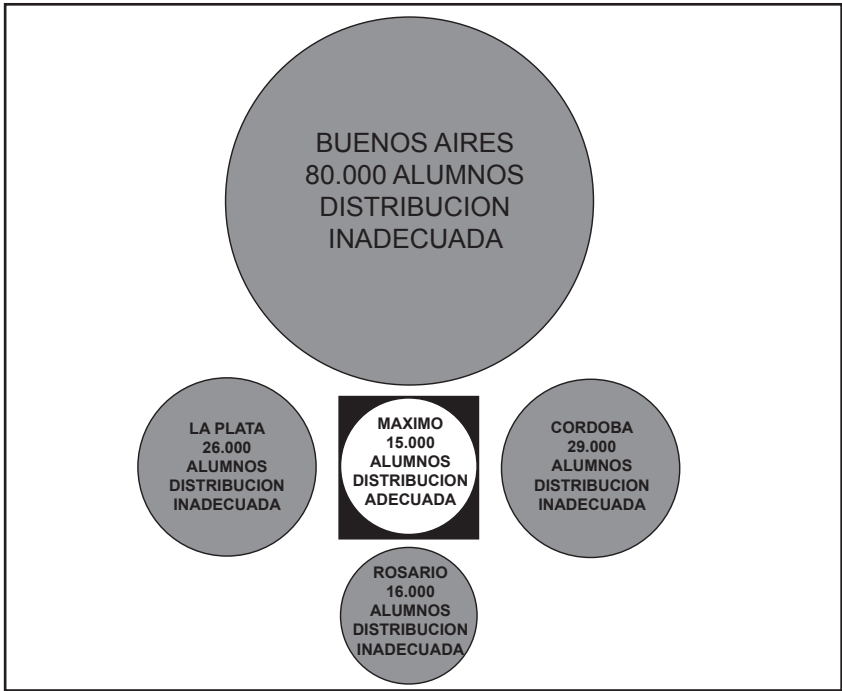 BUENOS AIRES
80.000 ALUMNOS
DISTRIBUCION
INADECUADA
LA PLATA
26.000
ALUMNOS
DISTRIBUCION
INADECUADA
MAXIMO
15.000
ALUMNOS
DISTRIBUCION
ADECUADA
CORDOBA
29.000
ALUMNOS
DISTRIBUCION
INADECUADA
ROSARIO
16.000
ALUMNOS
DISTRIBUCION
INADECUADA